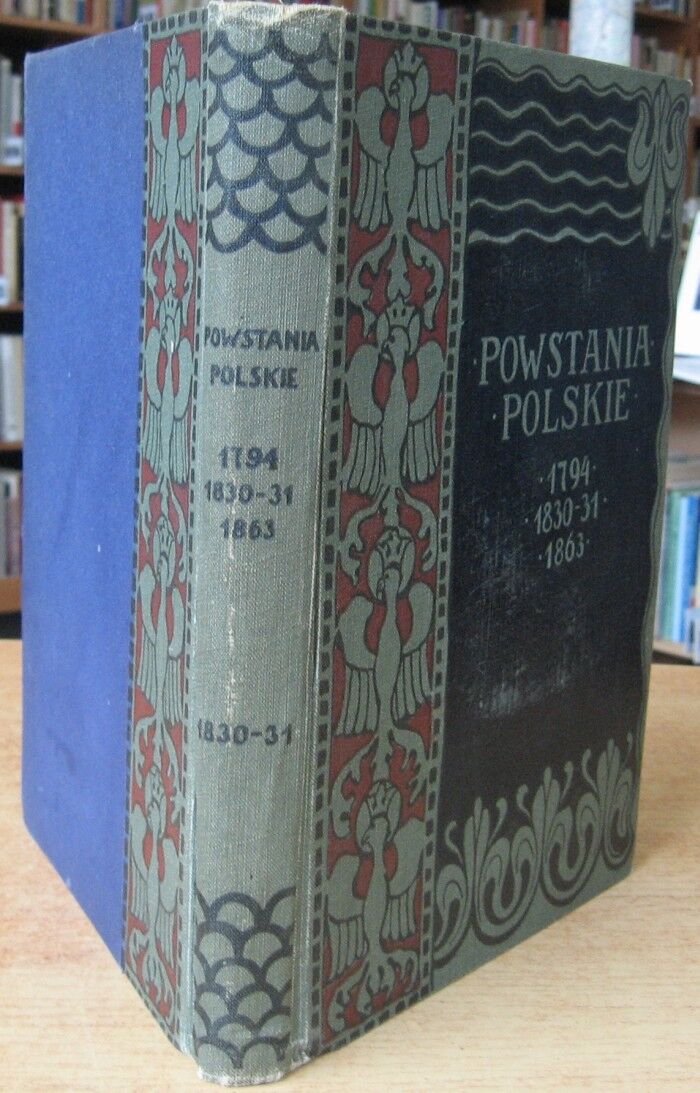 POWSTANIA
POLSKIE
1794
1830-31
1863
1830-31
·POWSTANIA·
·POLSKIE·
·1794·
·1830-31·
·1863·